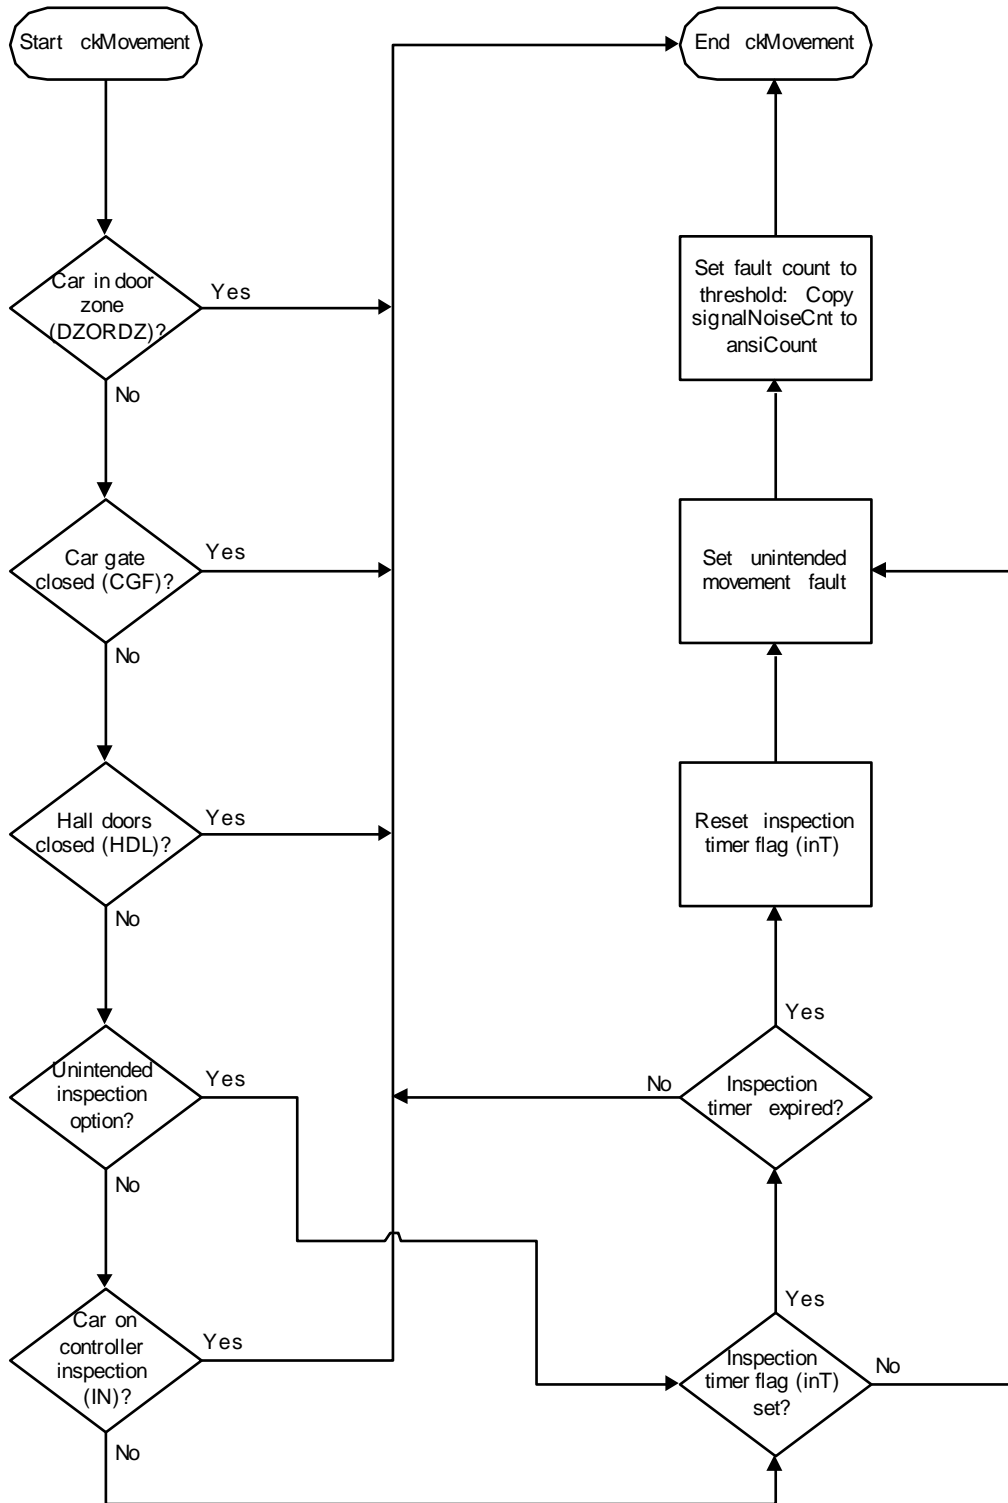 Start ckMovement
End ckMovement
Car in door
zone
(DZORDZ)?
Yes
No
Set fault count to
threshold: Copy
signalNoiseCnt to
ansiCount
Car gate
closed (CGF)?
Yes
No
Set unintended
movement fault
Hall doors
closed (HDL)?
Yes
No
Reset inspection
timer flag (inT)
Unintended
inspection
option?
Yes
No
Inspection
timer expired?
Yes
No
Car on
controller
inspection
(IN)?
Yes
No
Inspection
timer flag (inT)
set?
Yes
No